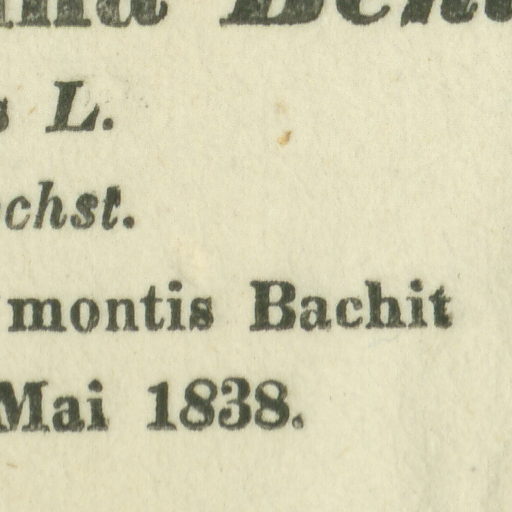 L.
chst.
montis Bachit
Mai 1838.